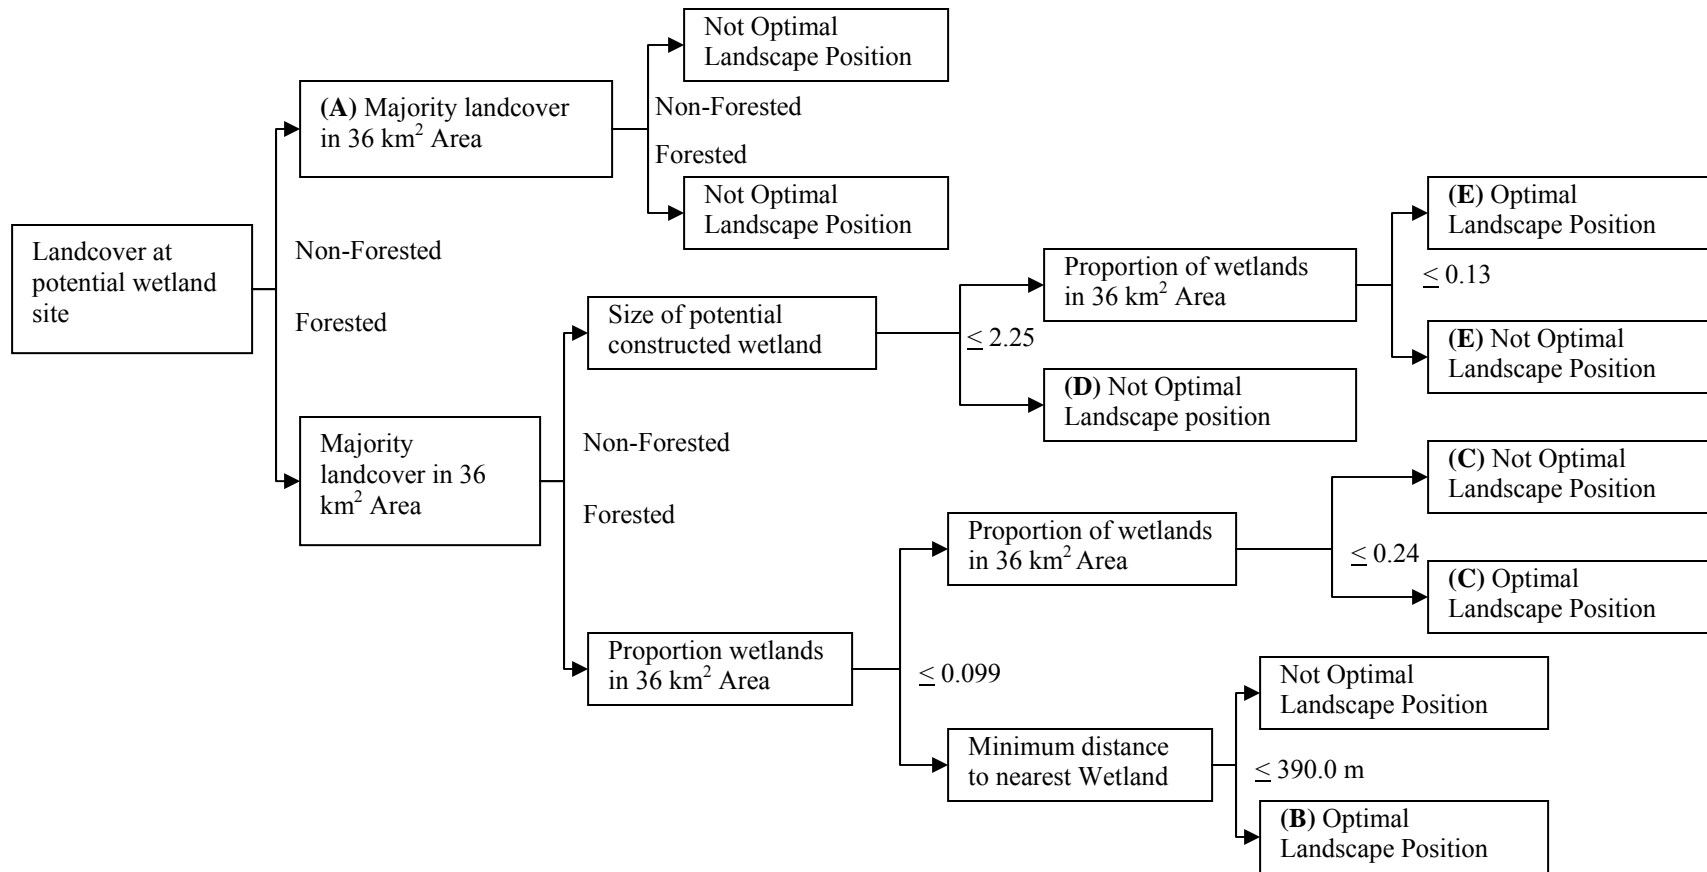 Not Optimal
Landscape Position
(A) Majority landcover
in 36 km² Area
Non-Forested
Forested
Not Optimal
Landscape Position
Landcover at
potential wetland
site
Non-Forested
Forested
Size of potential
constructed wetland
≤ 2.25
Proportion of wetlands
in 36 km² Area
(E) Optimal
Landscape Position
≤ 0.13
(E) Not Optimal
Landscape Position
(D) Not Optimal
Landscape position
Majority
landcover in 36
km² Area
Non-Forested
Forested
Proportion of wetlands
in 36 km² Area
(C) Not Optimal
Landscape Position
≤ 0.24
(C) Optimal
Landscape Position
Proportion wetlands
in 36 km² Area
≤ 0.099
Minimum distance
to nearest Wetland
Not Optimal
Landscape Position
≤ 390.0 m
(B) Optimal
Landscape Position